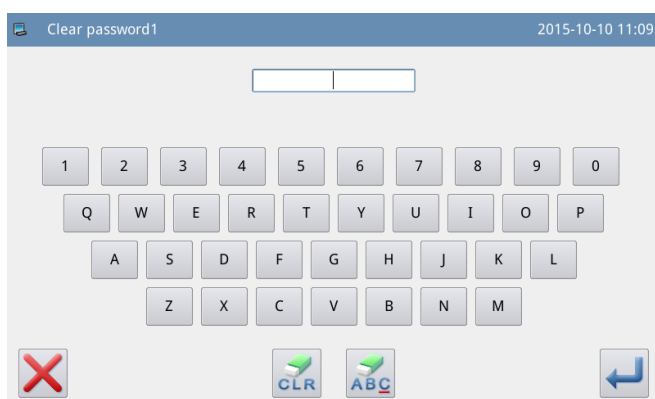 Clear password1 2015-10-10 11:09
1 2 3 4 5 6 7 8 9 0
Q W E R T Y U I O P
A S D F G H J K L
Z X C V B N M
CLR ABC